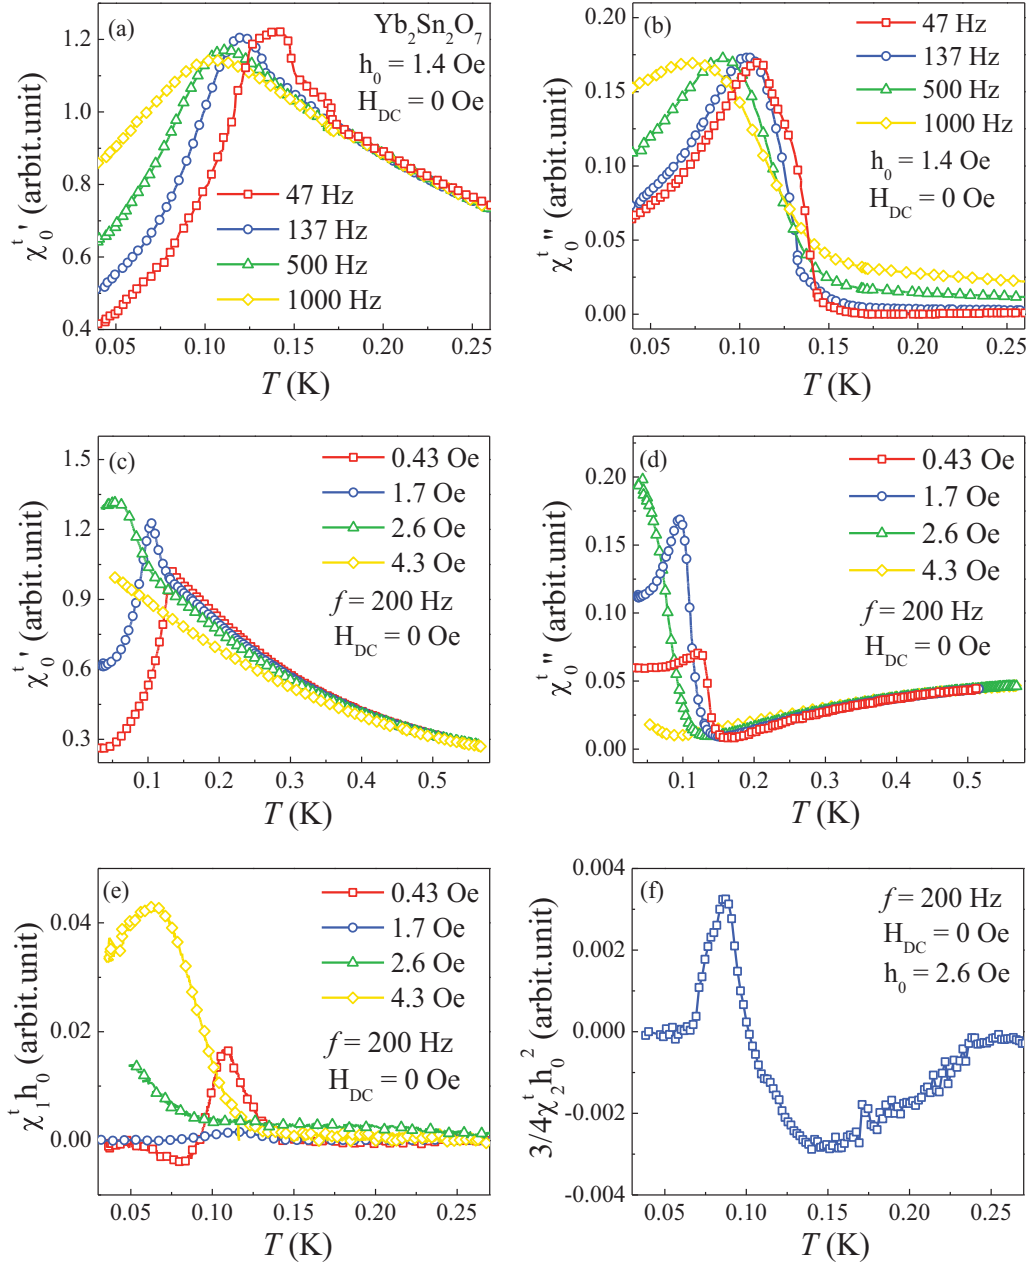 (a)
Yb₂Sn₂O₇
h₀ = 1.4 Oe
H_DC = 0 Oe
47 Hz
137 Hz
500 Hz
1000 Hz
χ₀ᵗ' (arbit.unit)
1.2
1.0
0.8
0.6
0.4
0.05 0.10 0.15 0.20 0.25
T (K)
(b)
47 Hz
137 Hz
500 Hz
1000 Hz
h₀ = 1.4 Oe
H_DC = 0 Oe
χ₀ᵗ" (arbit.unit)
0.20
0.15
0.10
0.05
0.00
0.05 0.10 0.15 0.20 0.25
T (K)
(c)
0.43 Oe
1.7 Oe
2.6 Oe
4.3 Oe
f = 200 Hz
H_DC = 0 Oe
χ₀ᵗ' (arbit.unit)
1.5
1.2
0.9
0.6
0.3
0.1 0.2 0.3 0.4 0.5
T (K)
(d)
0.43 Oe
1.7 Oe
2.6 Oe
4.3 Oe
f = 200 Hz
H_DC = 0 Oe
χ₀ᵗ" (arbit.unit)
0.20
0.15
0.10
0.05
0.00
0.1 0.2 0.3 0.4 0.5
T (K)
(e)
0.43 Oe
1.7 Oe
2.6 Oe
4.3 Oe
f = 200 Hz
H_DC = 0 Oe
χ₁ᵗh₀ (arbit.unit)
0.04
0.02
0.00
0.05 0.10 0.15 0.20 0.25
T (K)
(f)
f = 200 Hz
H_DC = 0 Oe
h₀ = 2.6 Oe
3/4χ₂ᵗh₀² (arbit.unit)
0.004
0.002
0.000
-0.002
-0.004
0.05 0.10 0.15 0.20 0.25
T (K)